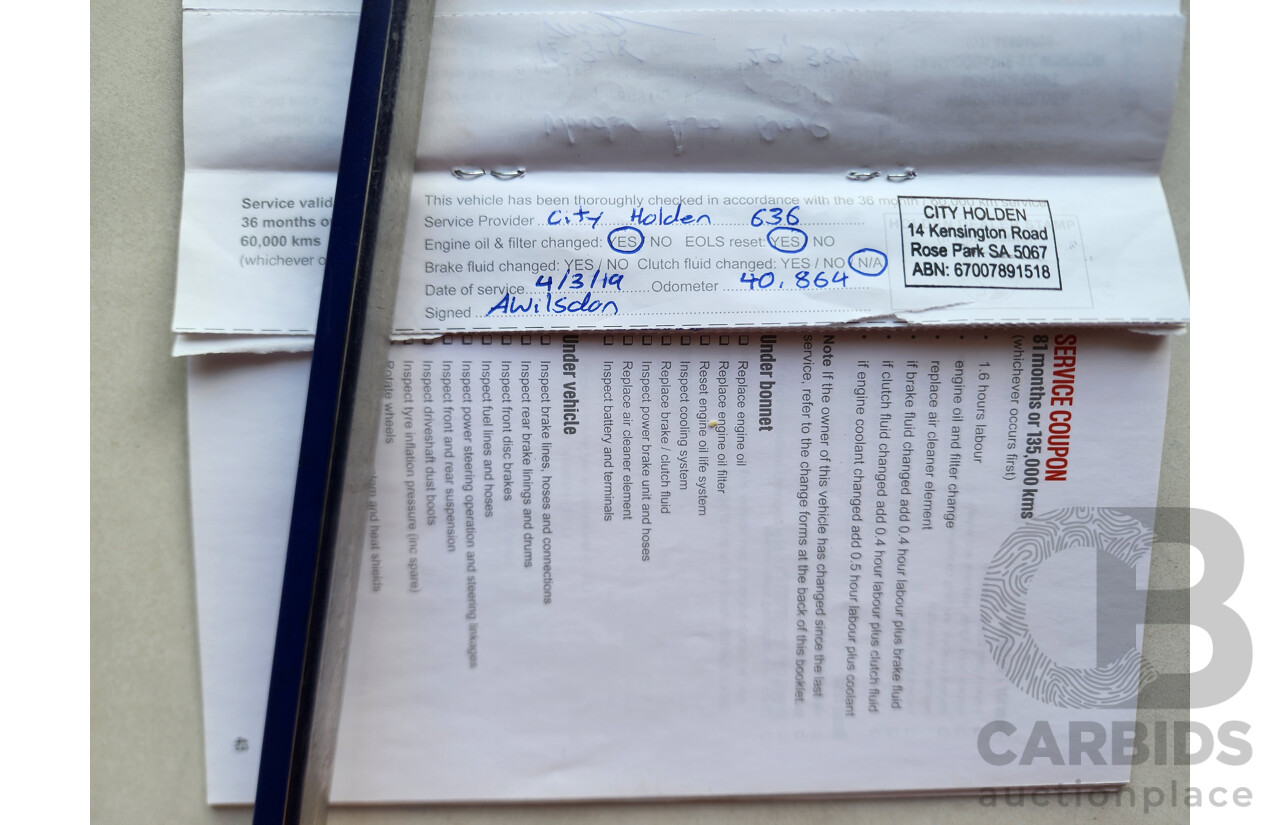 Service valid
36 months o
60,000 kms
(whichever o
This vehicle has been thoroughly checked in accordance with the 36 month / 60,000 km service
Service Provider City Holden 636
Engine oil & filter changed: YES / NO EOLS reset: YES / NO
Brake fluid changed: YES / NO Clutch fluid changed: YES / NO / N/A
Date of service 4/3/19 Odometer 40,864
Signed AWilsdon
CITY HOLDEN
14 Kensington Road
Rose Park SA 5067
ABN: 67007891518
SERVICE COUPON
81 months or 135,000 kms
(whichever occurs first)
• 1.6 hours labour
• engine oil and filter change
• replace air cleaner element
• if brake fluid changed add 0.4 hour labour plus brake fluid
• if clutch fluid changed add 0.4 hour labour plus clutch fluid
• if engine coolant changed add 0.5 hour labour plus coolant
Note If the owner of this vehicle has changed since the last
service, refer to the change forms at the back of this booklet.
Under bonnet
Replace engine oil
Replace engine oil filter
Reset engine oil life system
Inspect cooling system
Replace brake / clutch fluid
Inspect power brake unit and hoses
Replace air cleaner element
Inspect battery and terminals
Under vehicle
Inspect brake lines, hoses and connections
Inspect rear brake linings and drums
Inspect front disc brakes
Inspect fuel lines and hoses
Inspect power steering operation and steering linkages
Inspect front and rear suspension
Inspect driveshaft dust boots
Inspect tyre inflation pressure (inc spare)
Rotate wheels
and heat shields
CARBIDS
auctionplace